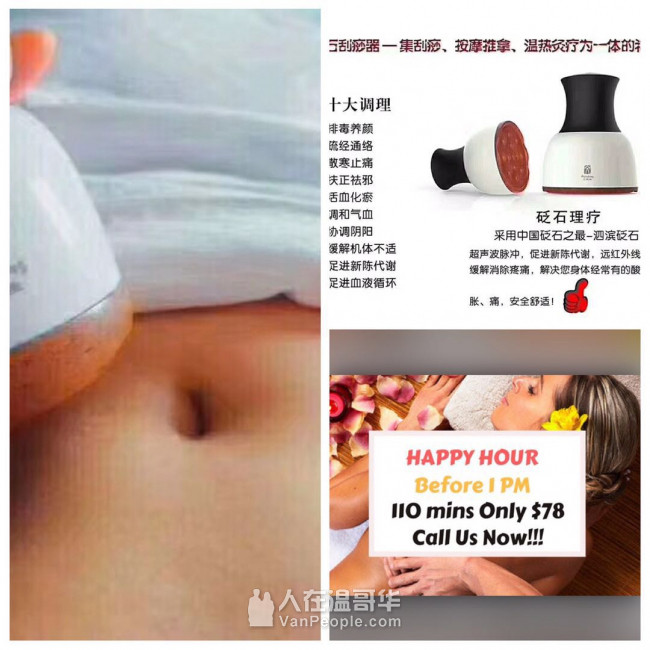 石刮痧器 — 集刮痧、按摩推拿、温热灸疗为一体的
十大调理
排毒养颜
疏经通络
散寒止痛
扶正祛邪
活血化瘀
调和气血
协调阴阳
缓解机体不适
促进新陈代谢
促进血液循环
砭石理疗
采用中国砭石之最–泗滨砭石
超声波脉冲，促进新陈代谢，远红外线
缓解消除疼痛，解决您身体经常有的酸
胀、痛，安全舒适！
HAPPY HOUR
Before 1 PM
110 mins Only $78
Call Us Now!!!
人在温哥华
VanPeople.com